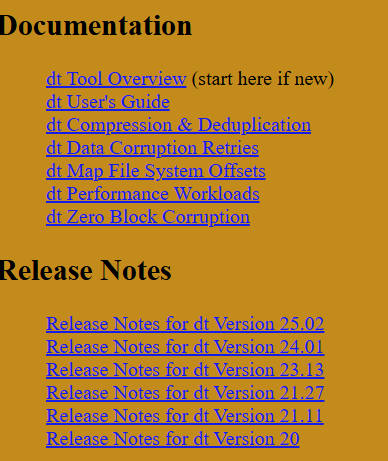 Documentation
dt Tool Overview (start here if new)
dt User's Guide
dt Compression & Deduplication
dt Data Corruption Retries
dt Map File System Offsets
dt Performance Workloads
dt Zero Block Corruption
Release Notes
Release Notes for dt Version 25.02
Release Notes for dt Version 24.01
Release Notes for dt Version 23.13
Release Notes for dt Version 21.27
Release Notes for dt Version 21.11
Release Notes for dt Version 20